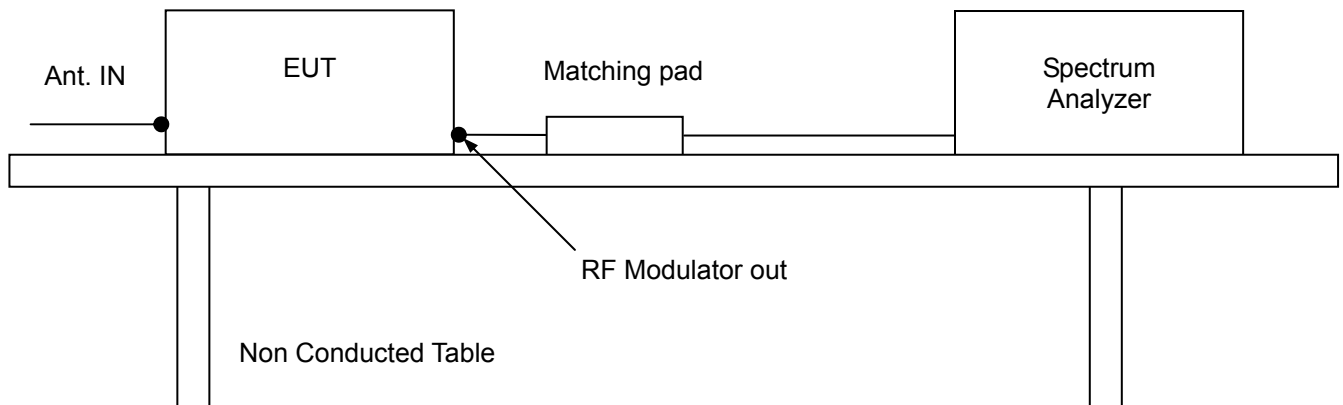 Ant. IN
EUT
Matching pad
Spectrum
Analyzer
RF Modulator out
Non Conducted Table